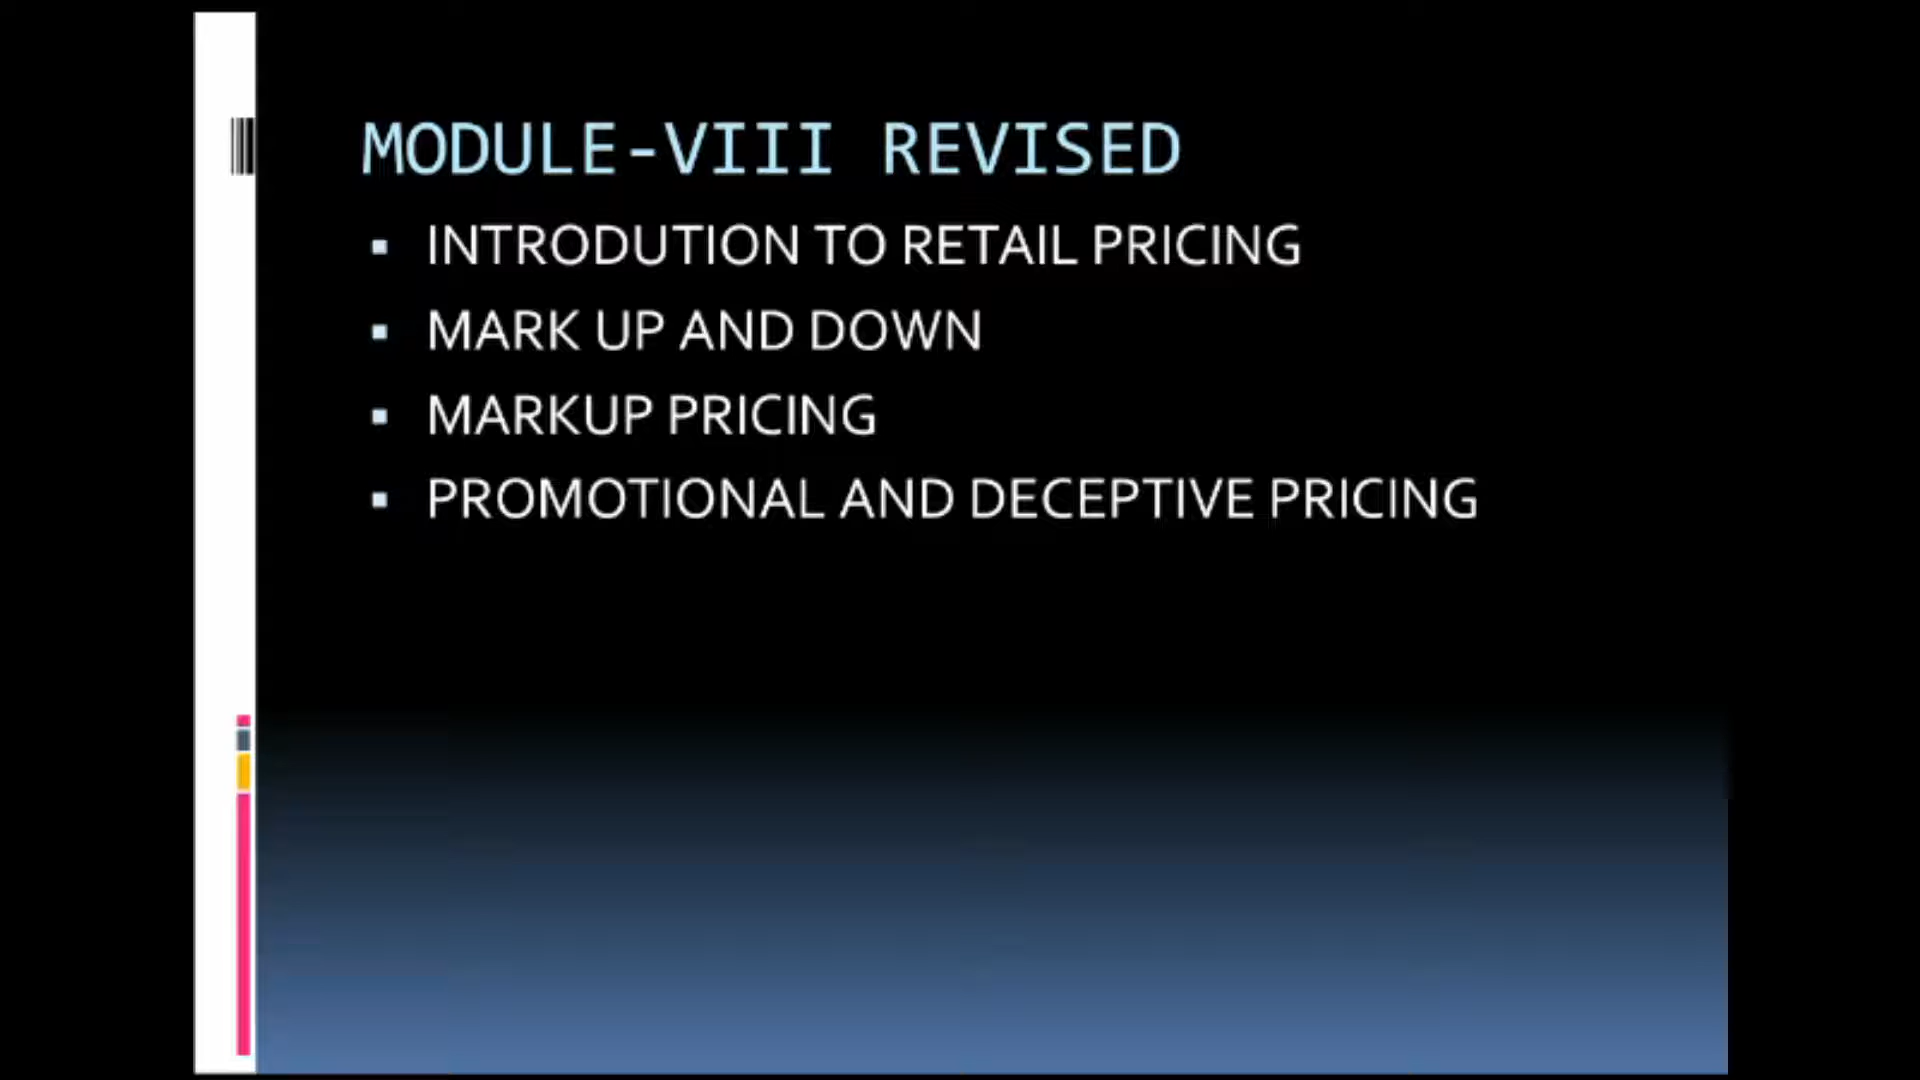 MODULE-VIII REVISED
▪ INTRODUTION TO RETAIL PRICING
▪ MARK UP AND DOWN
▪ MARKUP PRICING
▪ PROMOTIONAL AND DECEPTIVE PRICING